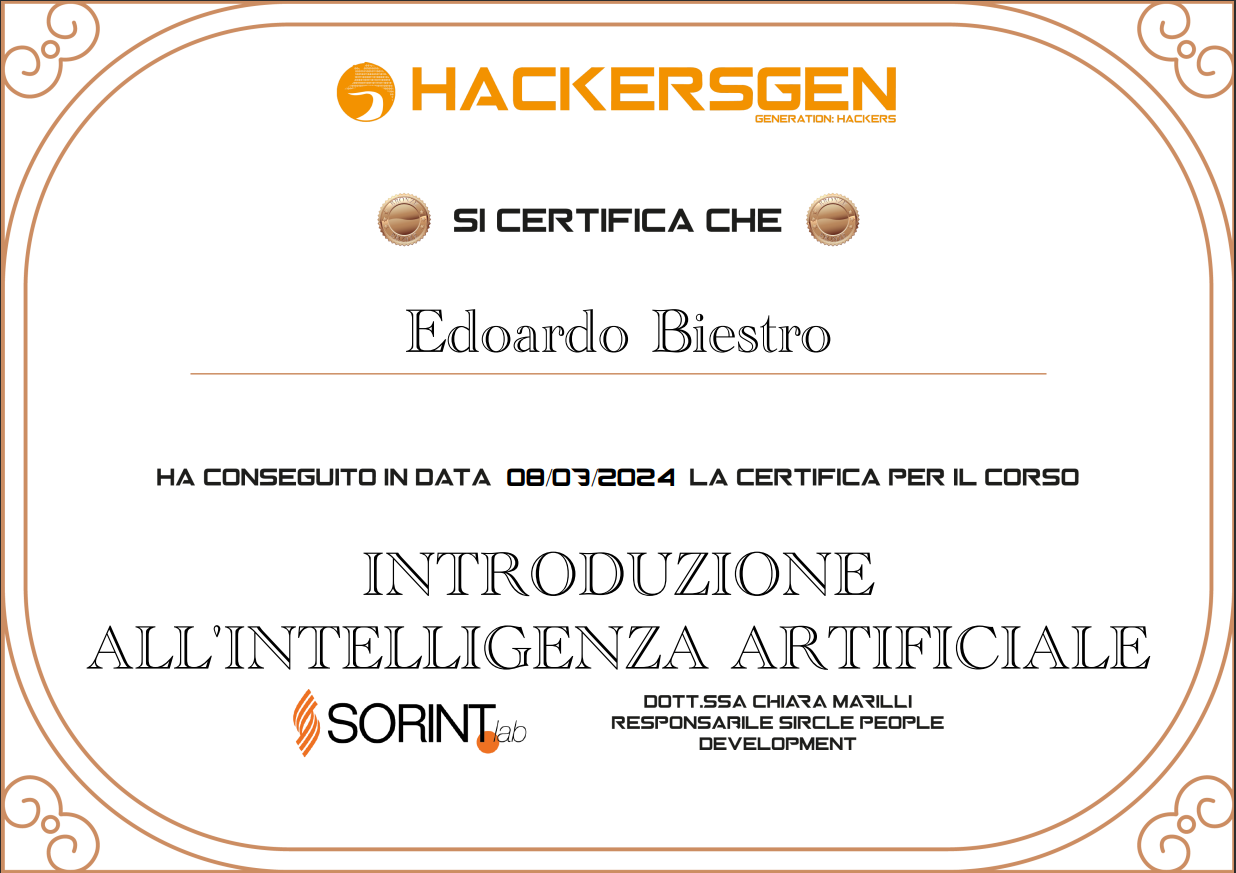 HACKERSGEN
GENERATION: HACKERS
SI CERTIFICA CHE
Edoardo Biestro
HA CONSEGUITO IN DATA 08/07/2024 LA CERTIFICA PER IL CORSO
INTRODUZIONE
ALL'INTELLIGENZA ARTIFICIALE
SORINT lab
DOTT.SSA CHIARA MARILLI
RESPONSABILE SIRCLE PEOPLE
DEVELOPMENT